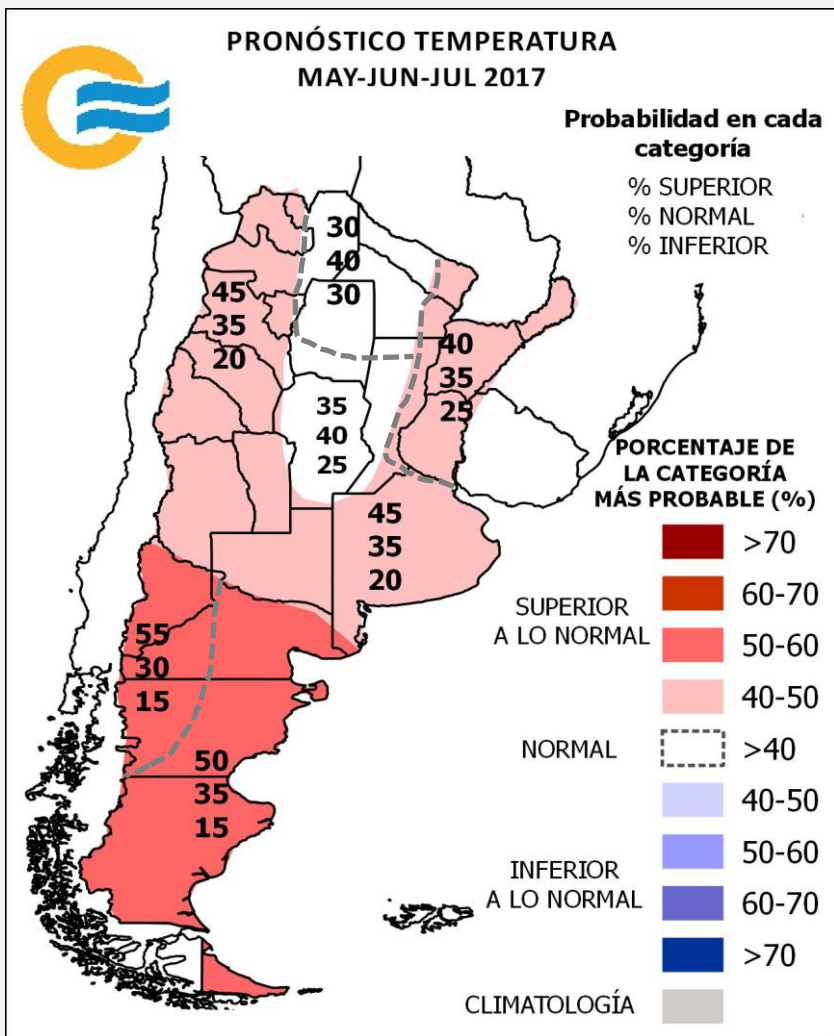 PRONÓSTICO TEMPERATURA
MAY-JUN-JUL 2017
Probabilidad en cada
categoría
% SUPERIOR
% NORMAL
% INFERIOR
30
40
30
45
35
20
40
35
25
35
40
25
45
35
20
55
30
15
50
35
15
PORCENTAJE DE
LA CATEGORÍA
MÁS PROBABLE (%)
SUPERIOR
A LO NORMAL
>70
60-70
50-60
40-50
NORMAL
>40
INFERIOR
A LO NORMAL
40-50
50-60
60-70
>70
CLIMATOLOGÍA